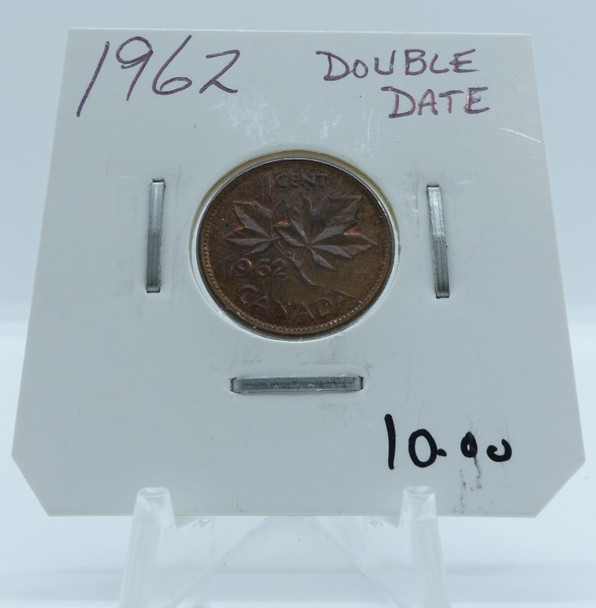 1962 DOUBLE
DATE
1 CENT
1962
CANADA
10.00